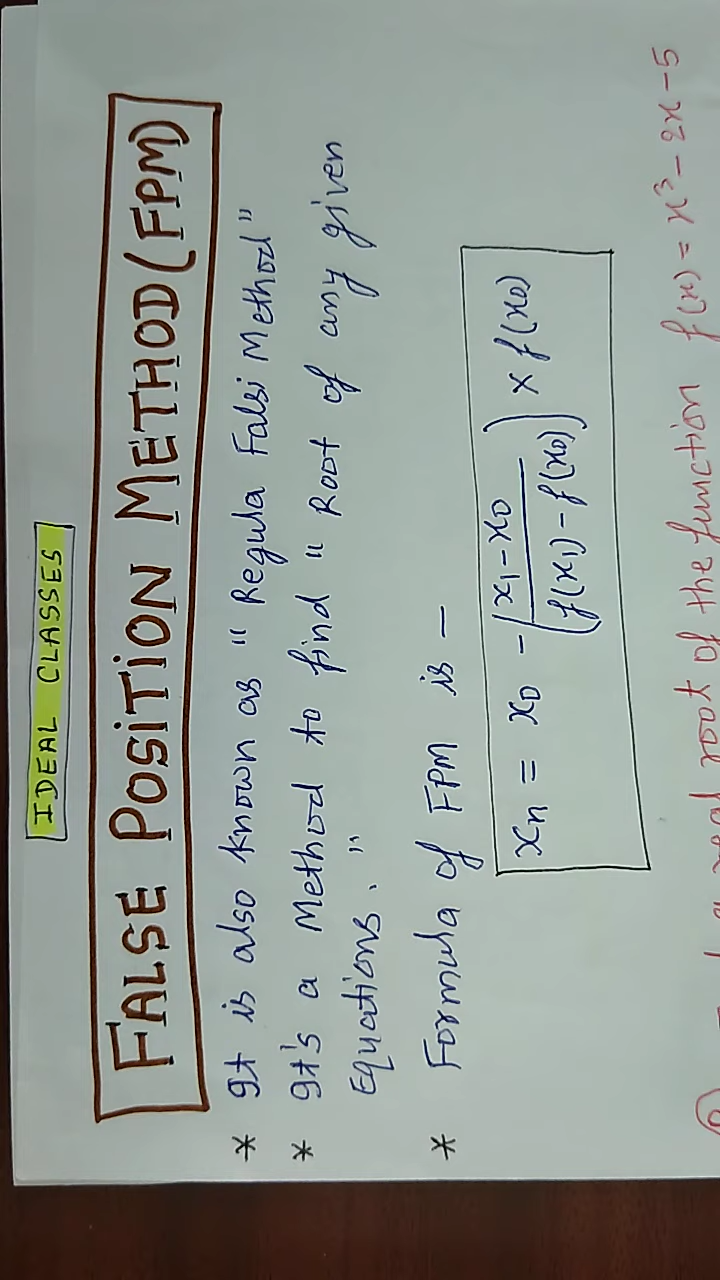 IDEAL CLASSES
FALSE POSITION METHOD (FPM)
* It is also known as "Regula Falsi Method"
* It's a Method to find "Root of any given
Equations."
* Formula of FPM is –
xn = x0 - (x1-x0 / f(x1)-f(x0)) × f(x0)
real root of the function f(x) = x³-2x-5